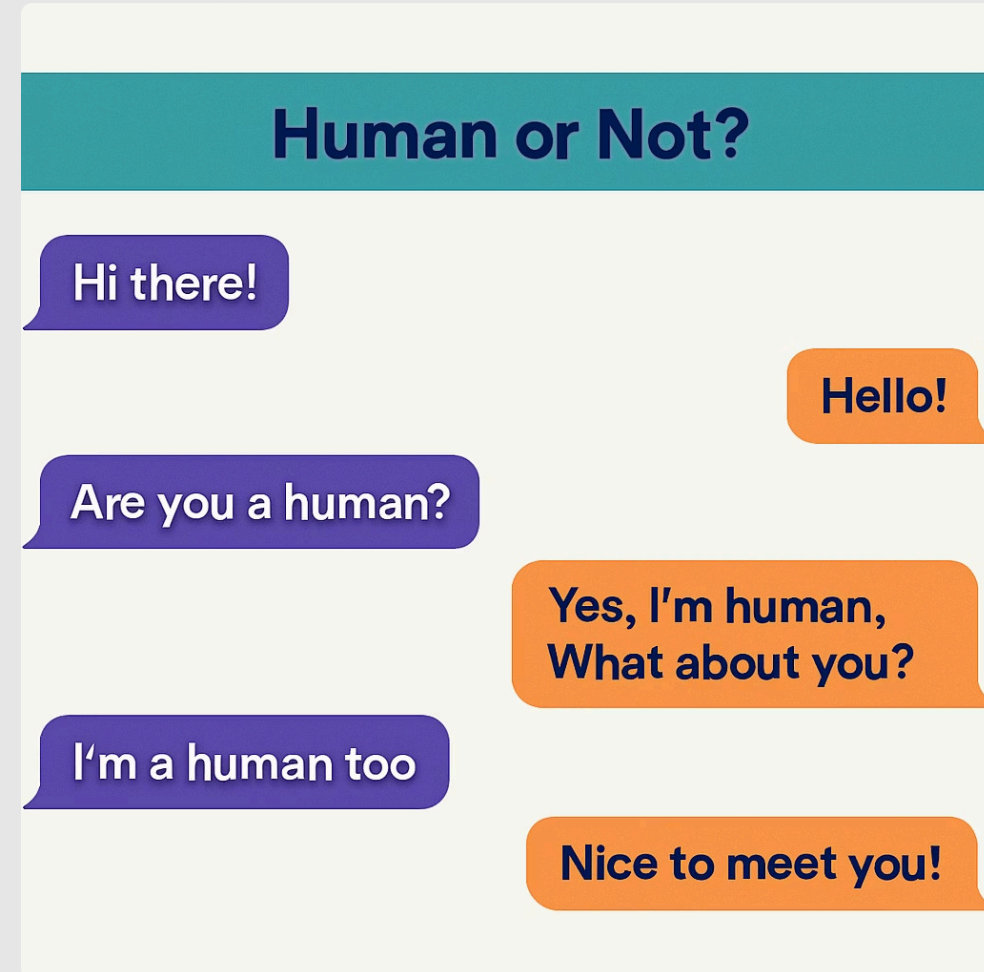 Human or Not?
Hi there!
Hello!
Are you a human?
Yes, I'm human,
What about you?
I‘m a human too
Nice to meet you!